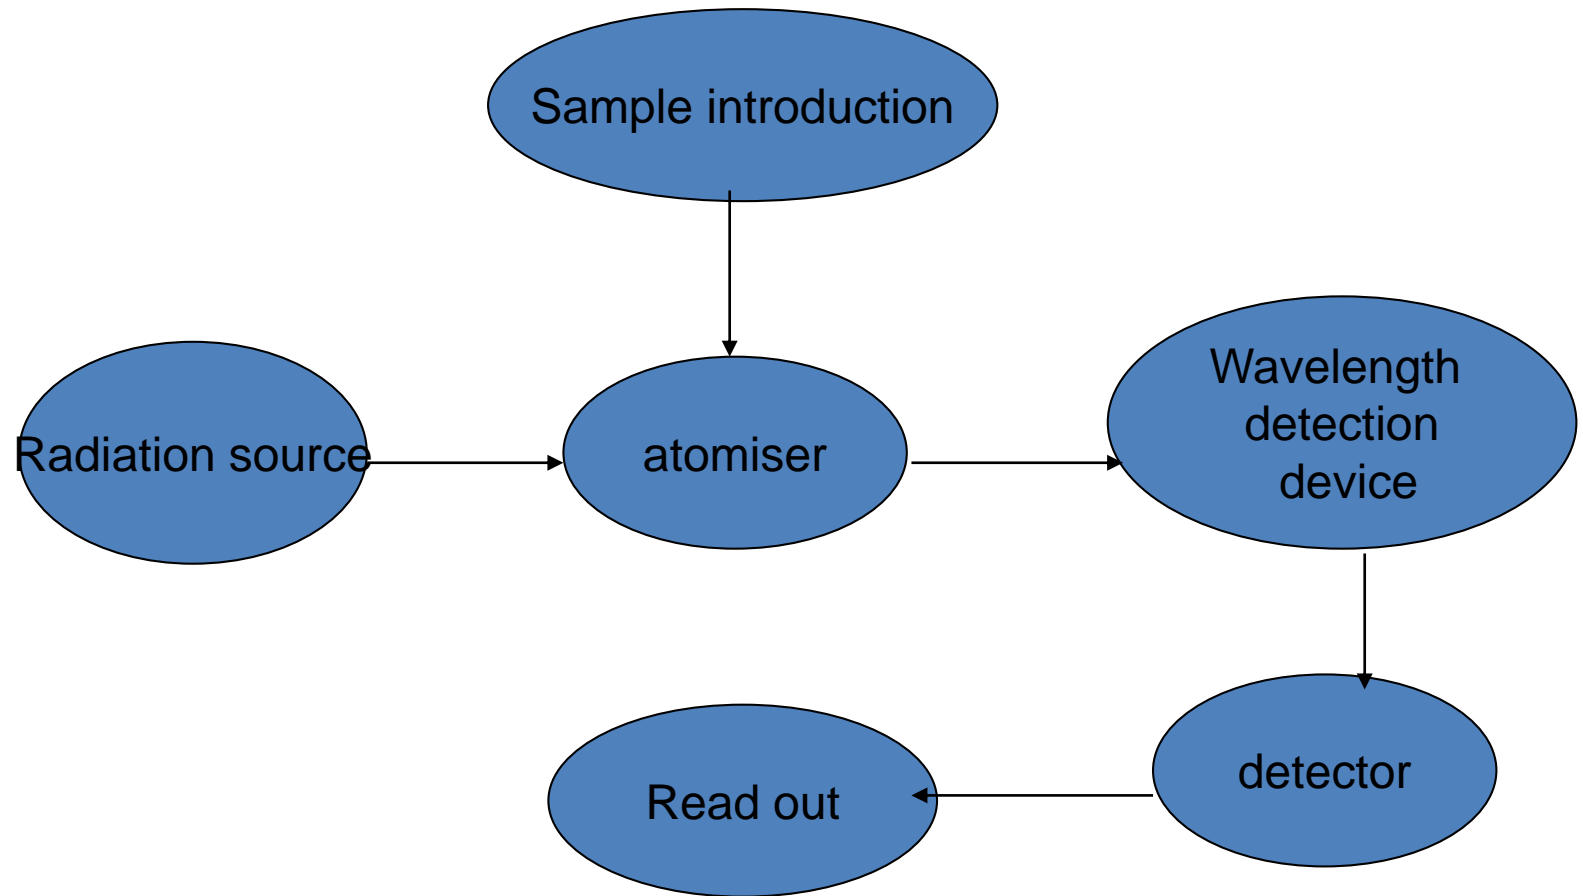 Sample introduction
Radiation source
atomiser
Wavelength
detection
device
detector
Read out